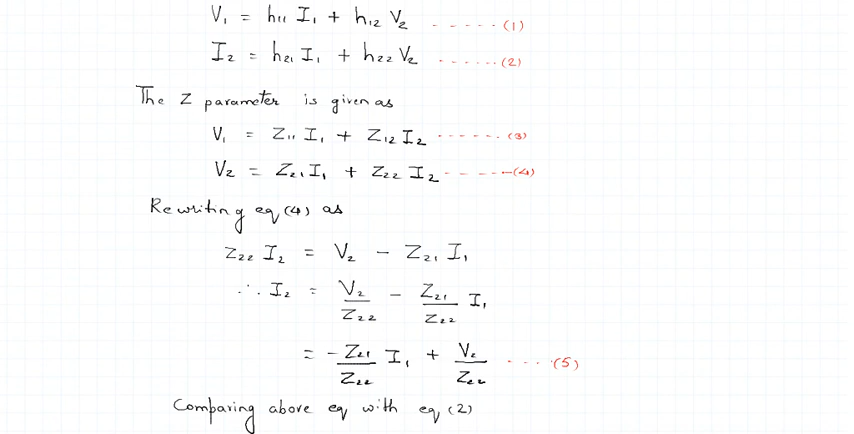 V₁ = h₁₁ I₁ + h₁₂ V₂ ------(1)
I₂ = h₂₁ I₁ + h₂₂ V₂ ------(2)
The Z parameter is given as
V₁ = Z₁₁ I₁ + Z₁₂ I₂ ------(3)
V₂ = Z₂₁ I₁ + Z₂₂ I₂ ------(4)
Rewriting eq (4) as
Z₂₂ I₂ = V₂ - Z₂₁ I₁
∴ I₂ = V₂/Z₂₂ - Z₂₁/Z₂₂ I₁
= -Z₂₁/Z₂₂ I₁ + V₂/Z₂₂ ----(5)
Comparing above eq with eq (2)